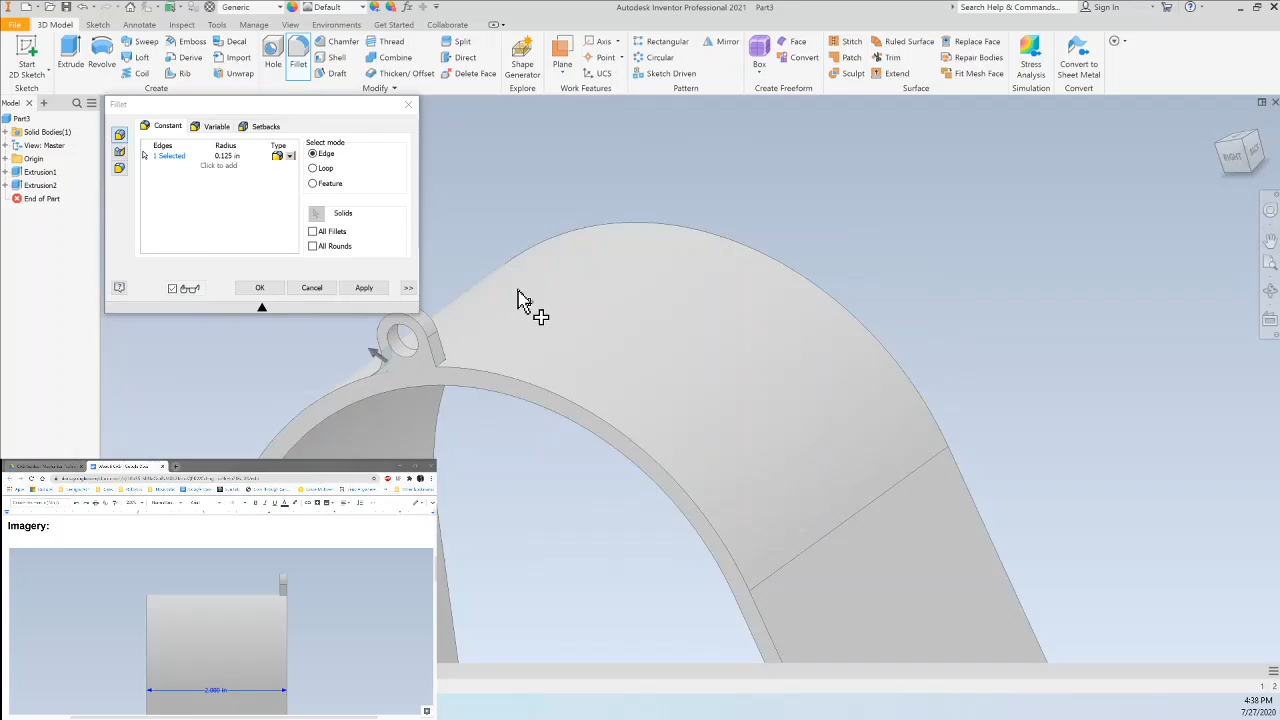 Generic Default Autodesk Inventor Professional 2021 Part3 Search Help & Commands... Sign In
File 3D Model Sketch Annotate Inspect Tools Manage View Environments Get Started Collaborate
Start 2D Sketch Extrude Revolve Sweep Emboss Decal Hole Fillet Chamfer Thread Split Shape Generator Plane Axis Rectangular Mirror Box Face Stitch Ruled Surface Replace Face Stress Analysis Convert to Sheet Metal
Loft Derive Import Shell Combine Direct Point Circular Convert Patch Trim Repair Bodies
Coil Rib Unwrap Draft Thicken/ Offset Delete Face UCS Sketch Driven Sculpt Extend Fit Mesh Face
Create Modify Explore Work Features Pattern Create Freeform Surface Simulation Convert
Model
Part3
Solid Bodies(1)
View: Master
Origin
Extrusion1
Extrusion2
End of Part
Fillet
Constant Variable Setbacks
Edges Radius Type
1 Selected 0.125 in
Click to add
Select mode
Edge
Loop
Feature
Solids
All Fillets
All Rounds
OK Cancel Apply >>
RIGHT
Imagery:
2.000 in
1 2
4:38 PM
7/27/2020